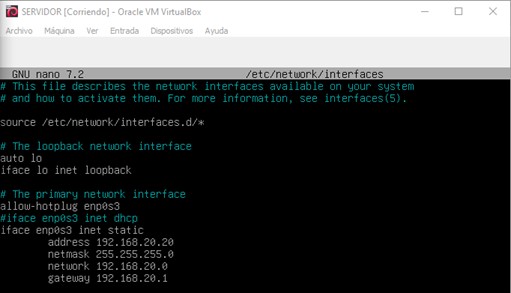 SERVIDOR [Corriendo] - Oracle VM VirtualBox
Archivo Máquina Ver Entrada Dispositivos Ayuda
GNU nano 7.2 /etc/network/interfaces
# This file describes the network interfaces available on your system
# and how to activate them. For more information, see interfaces(5).
source /etc/network/interfaces.d/*
# The loopback network interface
auto lo
iface lo inet loopback
# The primary network interface
allow-hotplug enp0s3
#iface enp0s3 inet dhcp
iface enp0s3 inet static
address 192.168.20.20
netmask 255.255.255.0
network 192.168.20.0
gateway 192.168.20.1